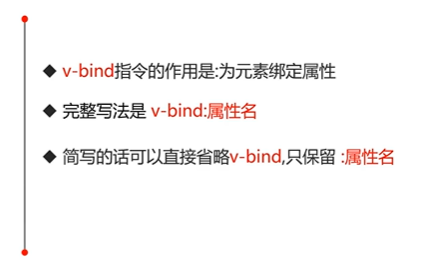 v-bind指令的作用是:为元素绑定属性
完整写法是 v-bind:属性名
简写的话可以直接省略v-bind,只保留 :属性名